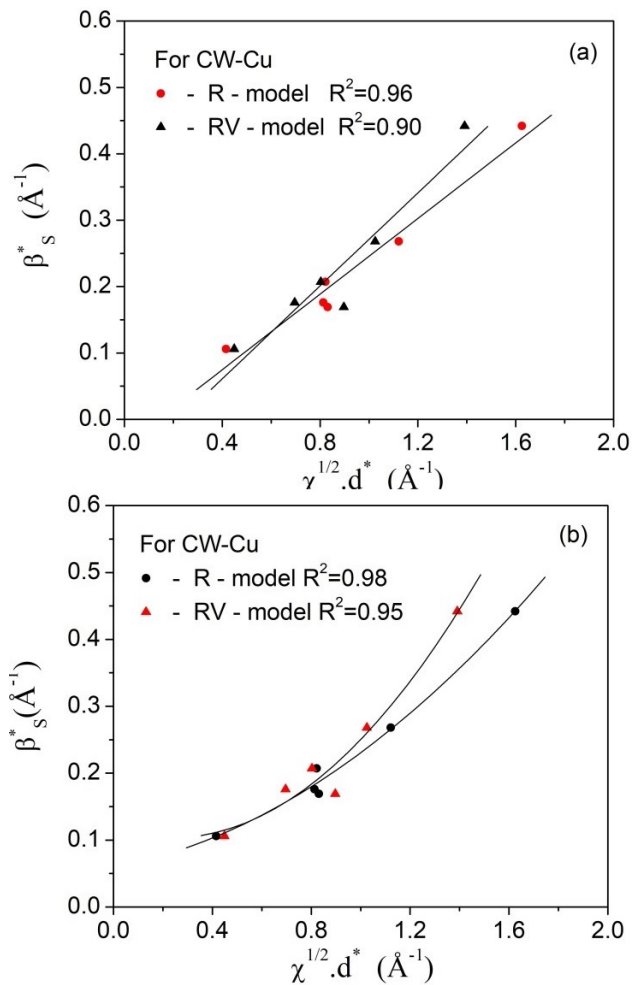 0.6
For CW-Cu
(a)
- R - model R²=0.96
- RV - model R²=0.90
0.5
0.4
0.3
0.2
0.1
0.0
β*s (Å⁻¹)
0.0 0.4 0.8 1.2 1.6 2.0
χ^1/2.d* (Å⁻¹)
0.6
For CW-Cu
(b)
- R - model R²=0.98
- RV - model R²=0.95
0.5
0.4
0.3
0.2
0.1
0.0
β*s(Å⁻¹)
0.0 0.4 0.8 1.2 1.6 2.0
χ^1/2.d* (Å⁻¹)